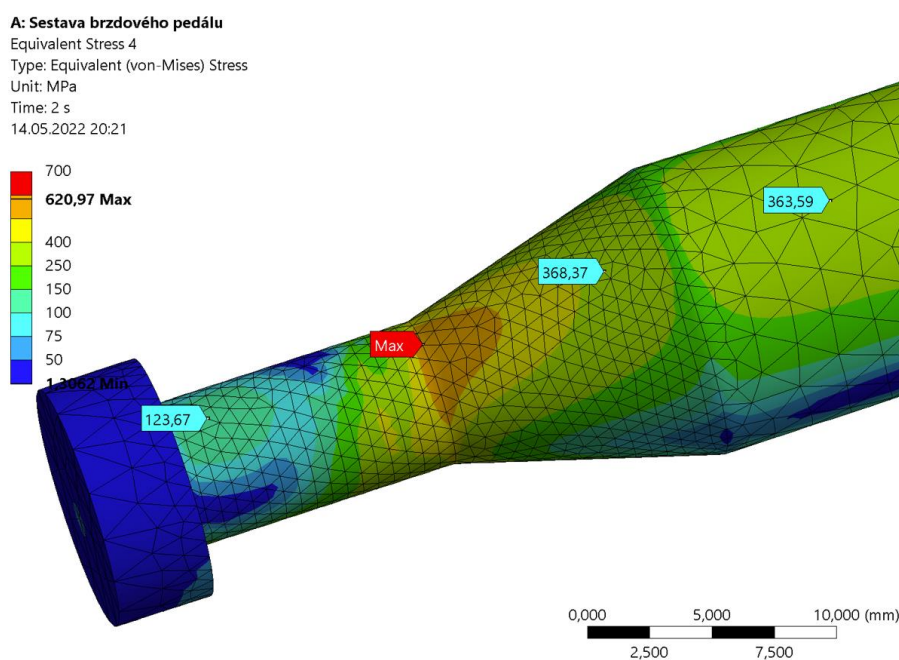 A: Sestava brzdového pedálu
Equivalent Stress 4
Type: Equivalent (von-Mises) Stress
Unit: MPa
Time: 2 s
14.05.2022 20:21
700
620,97 Max
400
250
150
100
75
50
1,3062 Min
363,59
368,37
Max
123,67
0,000 5,000 10,000 (mm)
2,500 7,500